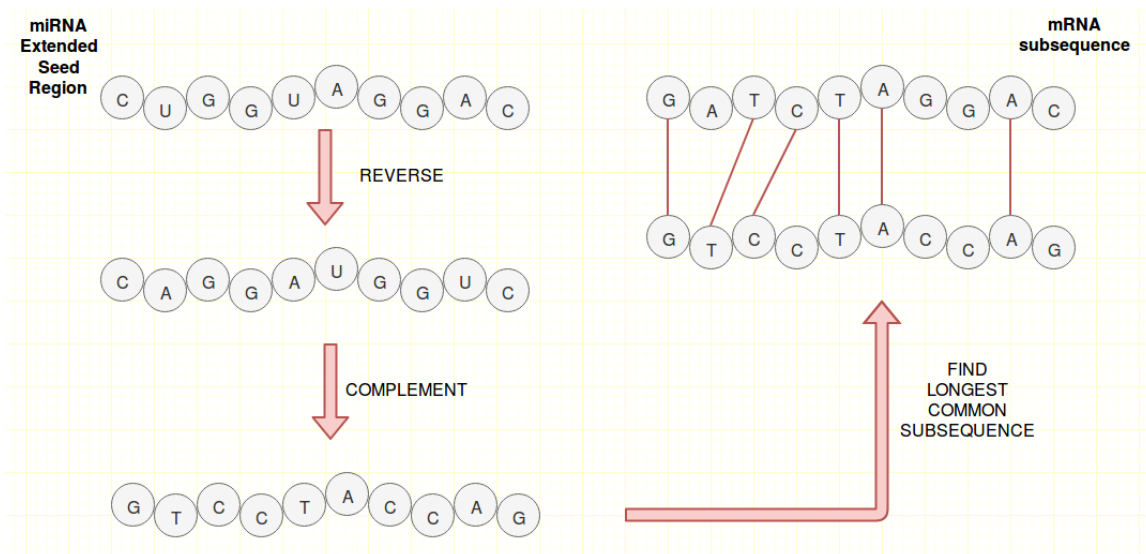 miRNA
Extended
Seed
Region
C U G G U A G G A C
REVERSE
C A G G A U G G U C
COMPLEMENT
G T C C T A C C A G
mRNA
subsequence
G A T C T A G G A C
G T C C T A C C A G
FIND
LONGEST
COMMON
SUBSEQUENCE